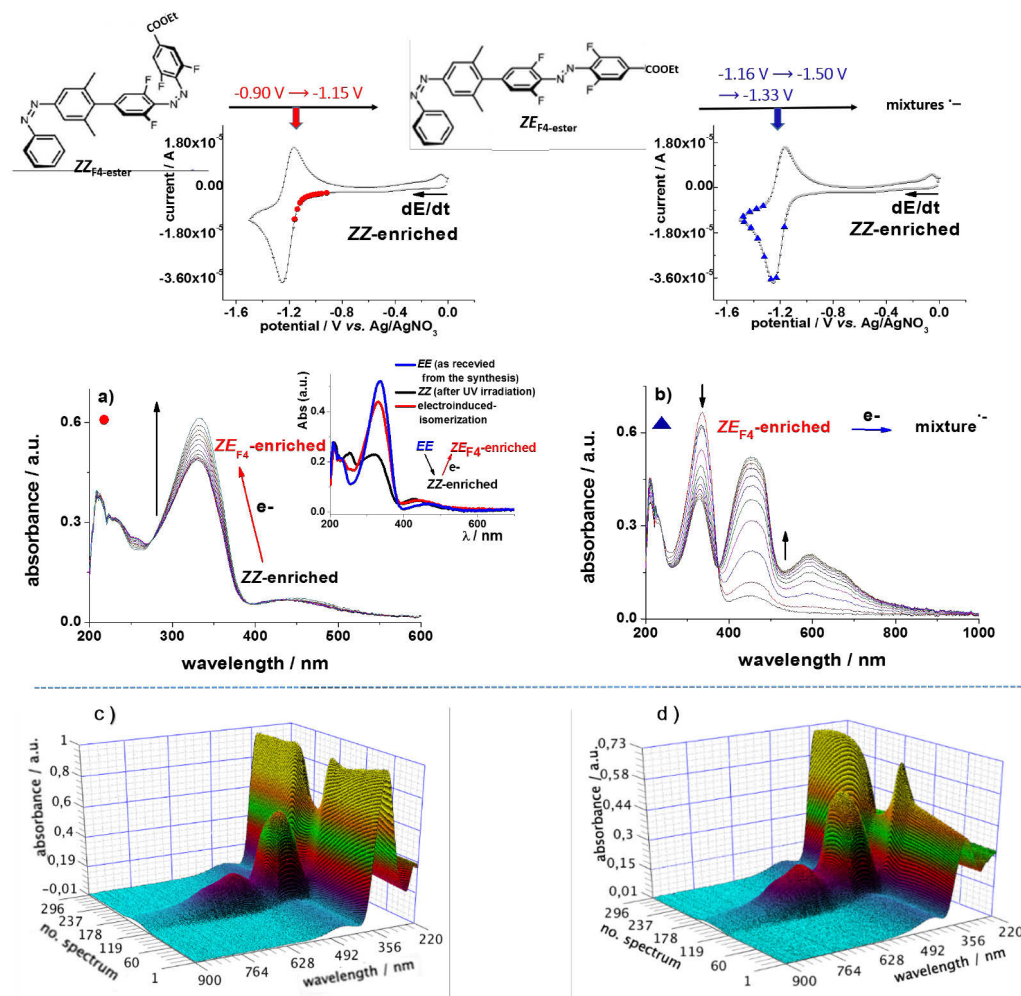 COOEt
F
F
F
F
N
N
N
N
ZZF4-ester
-0.90 V → -1.15 V
F
F
F
F
N
N
N
N
COOEt
ZEF4-ester
-1.16 V → -1.50 V
→ -1.33 V
mixtures ·–
current / A
1.80x10-5
0.00
-1.80x10-5
-3.60x10-5
dE/dt
ZZ-enriched
-1.6
-1.2
-0.8
-0.4
0.0
potential / V vs. Ag/AgNO3
current / A
1.80x10-5
0.00
-1.80x10-5
-3.60x10-5
dE/dt
ZZ-enriched
-1.6
-1.2
-0.8
-0.4
0.0
potential / V vs. Ag/AgNO3
a)
absorbance / a.u.
0.6
0.3
0.0
ZEF4-enriched
e-
ZZ-enriched
200
300
400
500
600
wavelength / nm
Abs (a.u.)
0.4
0.2
0.0
EE (as recevied
from the synthesis)
ZZ (after UV irradiation)
electroinduced-
isomerization
EE
ZEF4-enriched
e-
ZZ-enriched
200
400
600
λ / nm
b)
absorbance / a.u.
0.6
0.3
0.0
ZEF4-enriched
e-
mixture·-
200
400
600
800
1000
wavelength / nm
c)
absorbance / a.u.
1
0,8
0,6
0,4
0,19
-0,01
296
237
178
119
60
1
no. spectrum
900
764
628
492
356
220
wavelength / nm
d)
absorbance / a.u.
0,73
0,58
0,44
0,3
0,15
0,01
296
237
178
119
60
1
no. spectrum
900
764
628
492
356
220
wavelength / nm